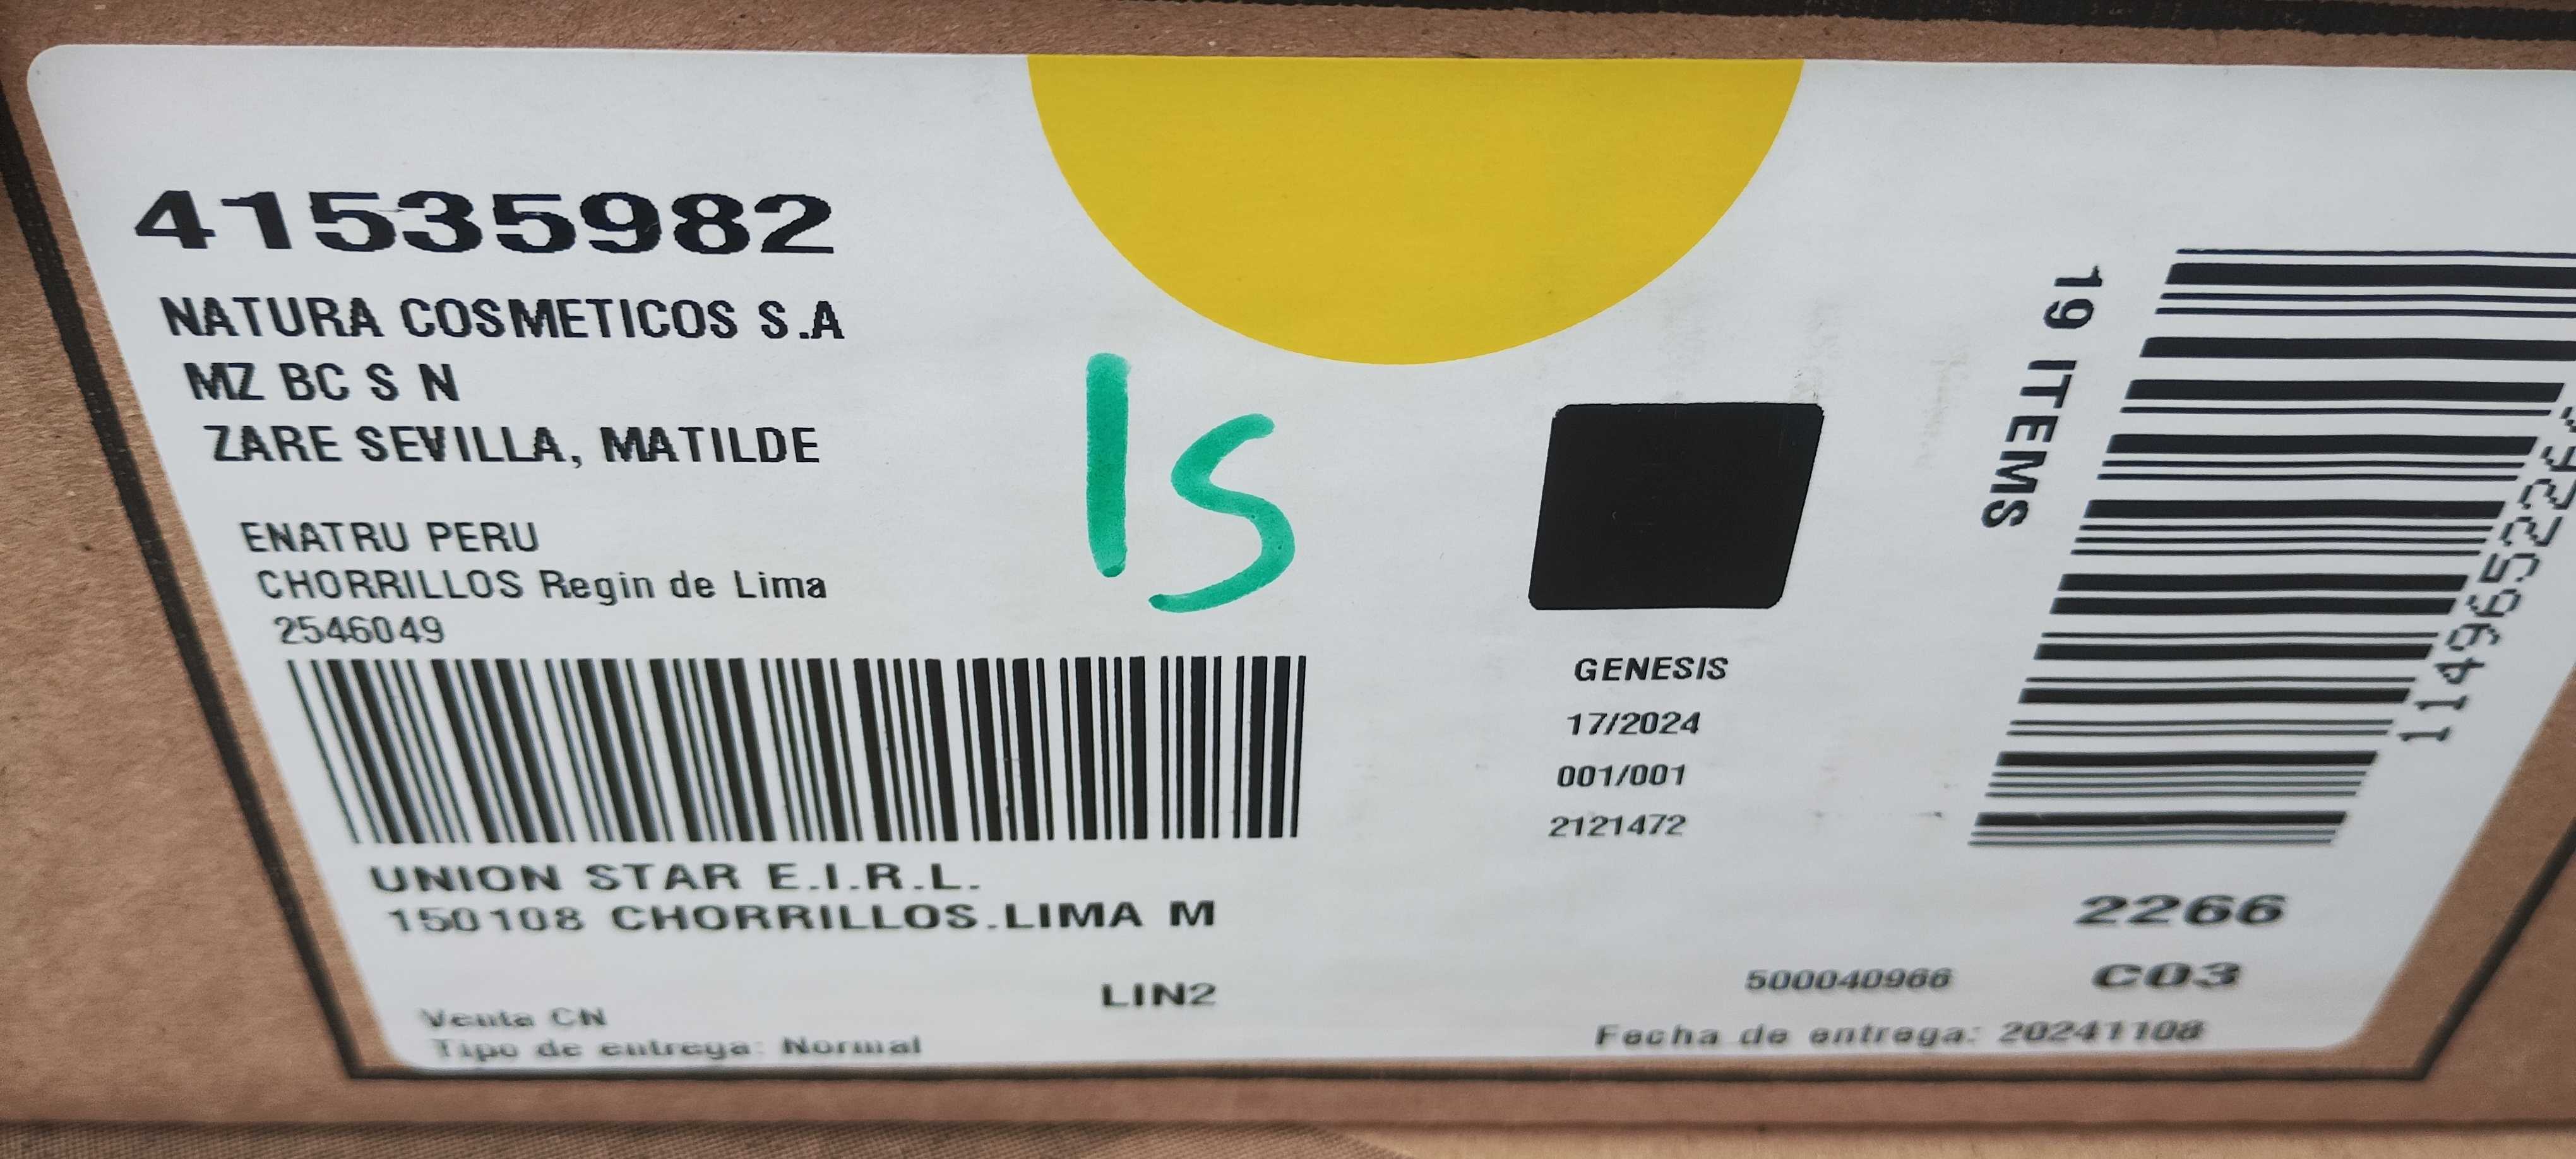 41535982
NATURA COSMETICOS S.A
MZ BC S N
ZARE SEVILLA, MATILDE
ENATRU PERU
CHORRILLOS Regin de Lima
2546049
UNION STAR E.I.R.L.
150108 CHORRILLOS.LIMA M
LIN2
Venta CN
Tipo de entrega: Normal
15
GENESIS
17/2024
001/001
2121472
19 ITEMS
2266
500040966 C03
Fecha de entrega: 20241108